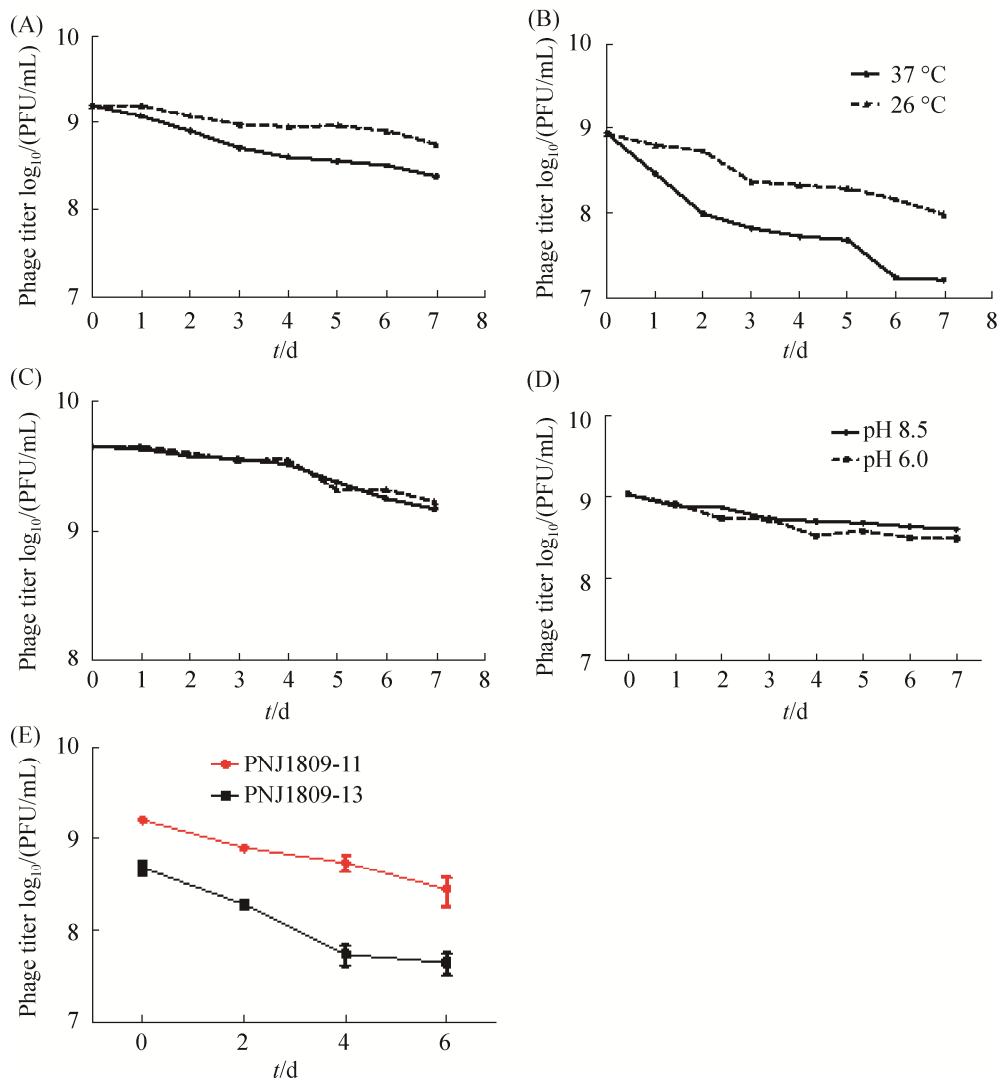 (A)
10
9
8
7
Phage titer log₁₀/(PFU/mL)
0 1 2 3 4 5 6 7 8
t/d
(B)
10
9
8
7
Phage titer log₁₀/(PFU/mL)
37 °C
26 °C
0 1 2 3 4 5 6 7 8
t/d
(C)
10
9
8
Phage titer log₁₀/(PFU/mL)
0 1 2 3 4 5 6 7 8
t/d
(D)
10
9
8
7
Phage titer log₁₀/(PFU/mL)
pH 8.5
pH 6.0
0 1 2 3 4 5 6 7
t/d
(E)
10
9
8
7
Phage titer log₁₀/(PFU/mL)
PNJ1809-11
PNJ1809-13
0 2 4 6
t/d